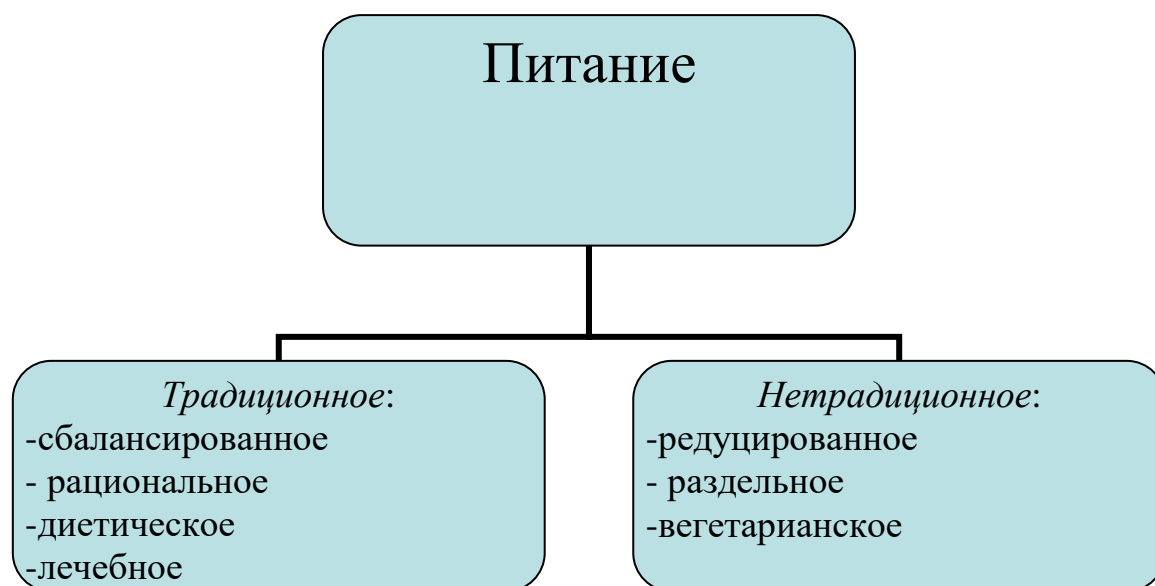 Питание
Традиционное:
-сбалансированное
- рациональное
-диетическое
-лечебное
Нетрадиционное:
-редуцированное
- раздельное
-вегетарианское